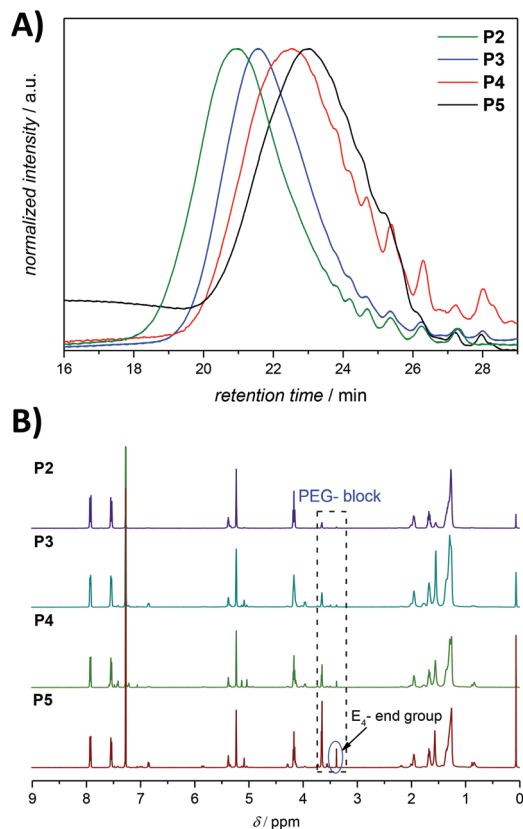 A)
normalized intensity / a.u.
P2
P3
P4
P5
16 18 20 22 24 26 28
retention time / min
B)
P2
PEG- block
P3
P4
E₄- end group
P5
9 8 7 6 5 4 3 2 1 0
δ / ppm